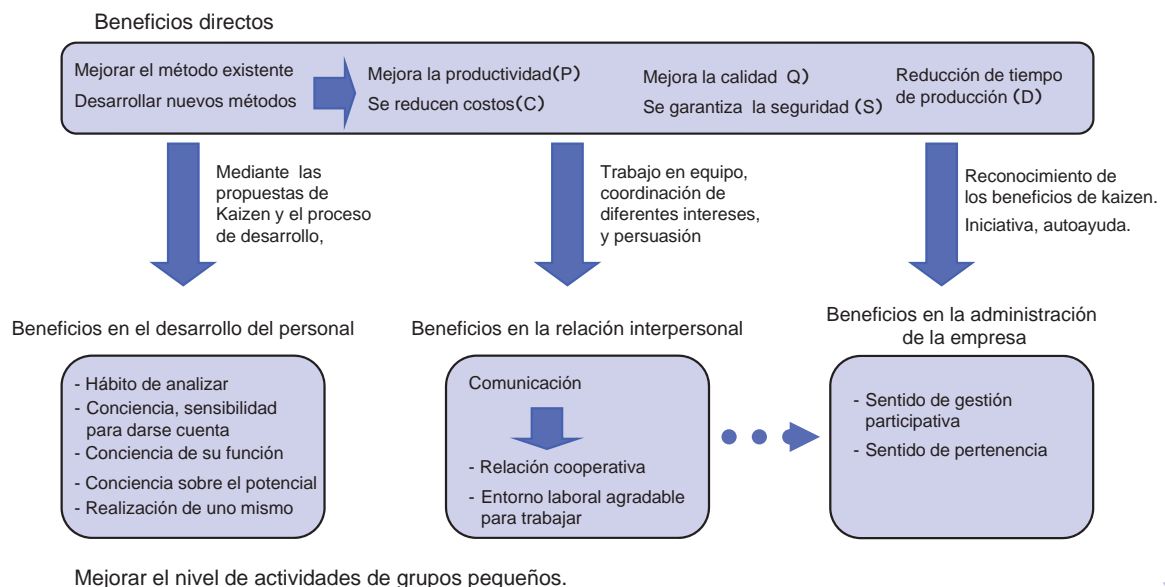 Beneficios directos
Mejorar el método existente
Desarrollar nuevos métodos
Mejora la productividad(P)
Se reducen costos(C)
Mejora la calidad Q)
Se garantiza la seguridad (S)
Reducción de tiempo
de producción (D)
Mediante las
propuestas de
Kaizen y el proceso
de desarrollo,
Trabajo en equipo,
coordinación de
diferentes intereses,
y persuasión
Reconocimiento de
los beneficios de kaizen.
Iniciativa, autoayuda.
Beneficios en el desarrollo del personal
- Hábito de analizar
- Conciencia, sensibilidad
para darse cuenta
- Conciencia de su función
- Conciencia sobre el potencial
- Realización de uno mismo
Beneficios en la relación interpersonal
Comunicación
- Relación cooperativa
- Entorno laboral agradable
para trabajar
Beneficios en la administración
de la empresa
- Sentido de gestión
participativa
- Sentido de pertenencia
Mejorar el nivel de actividades de grupos pequeños.